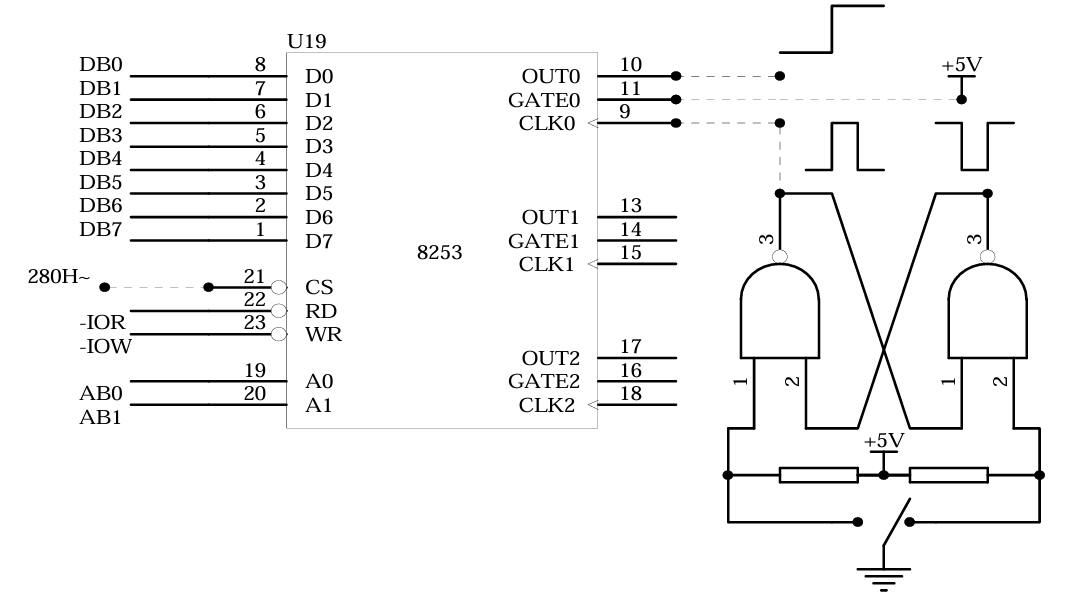 U19
DB0 8 D0 OUT0 10 +5V
DB1 7 D1 GATE0 11
DB2 6 D2 CLK0 9
DB3 5 D3
DB4 4 D4
DB5 3 D5
DB6 2 D6 OUT1 13
DB7 1 D7 GATE1 14 3 3
8253 CLK1 15
280H~ 21 CS
-IOR 22 RD
-IOW 23 WR
OUT2 17
AB0 19 A0 GATE2 16 1 2 1 2
AB1 20 A1 CLK2 18
+5V